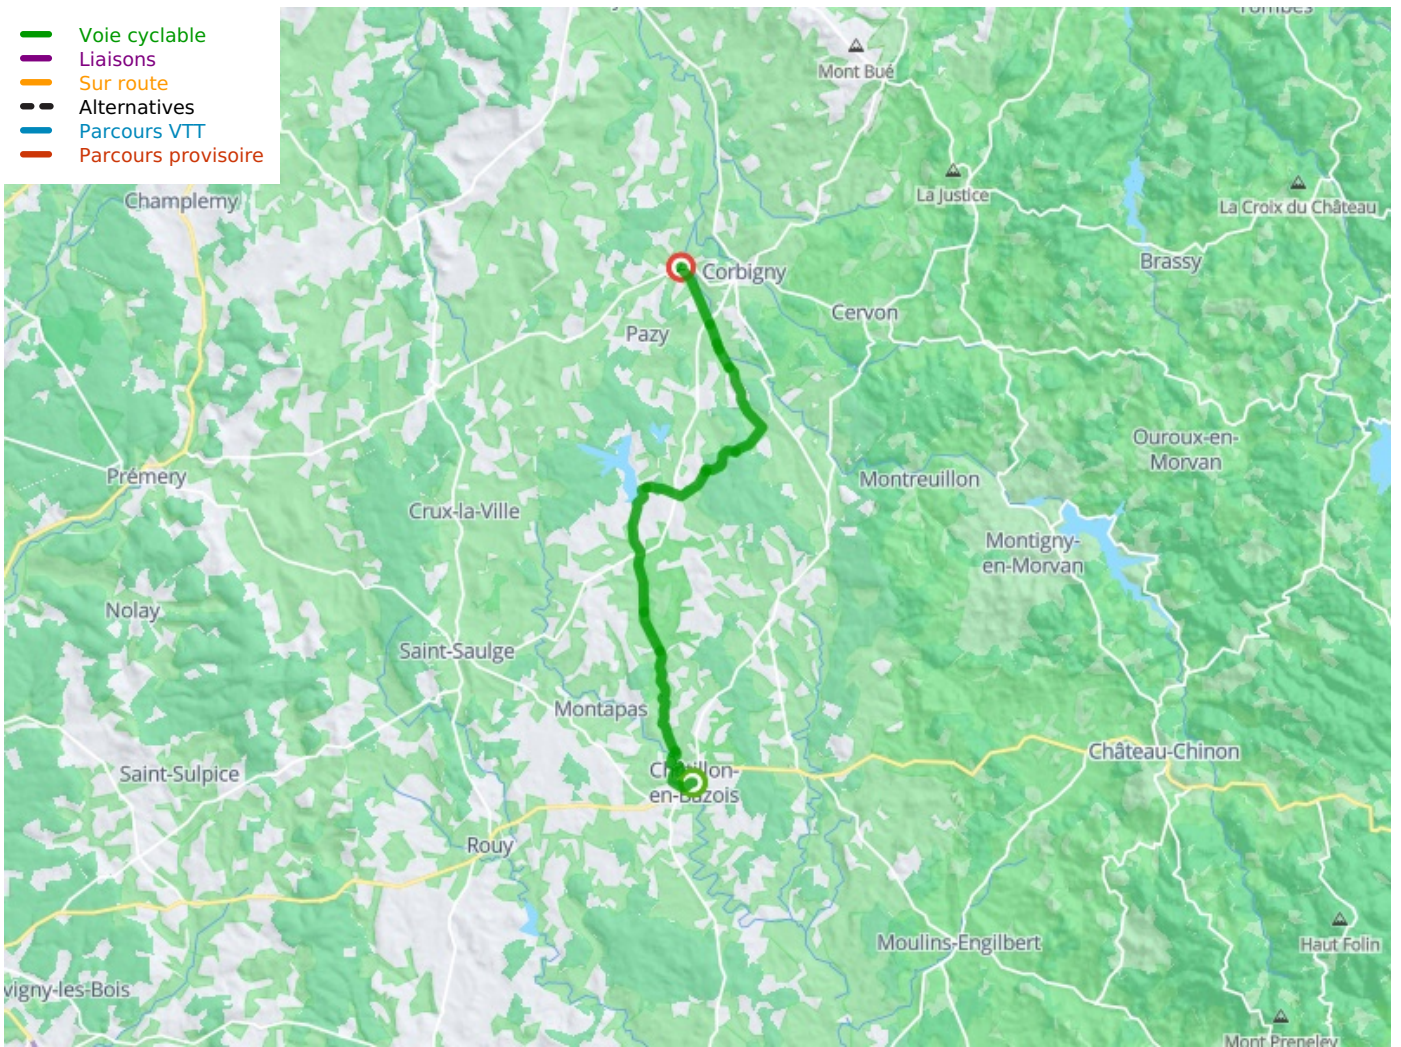 Voie cyclable
Liaisons
Sur route
Alternatives
Parcours VTT
Parcours provisoire
Mont Bué
La Justice
La Croix du Château
Champlemy
Brassy
Corbigny
Cervon
Pazy
Ouroux-en-
Morvan
Prémery
Montreuillon
Crux-la-Ville
Montigny-
en-Morvan
Nolay
Saint-Saulge
Montapas
Château-Chinon
Saint-Sulpice
Châtillon-
en-Bazois
Rouy
Moulins-Engilbert
Haut Folin
vigny-les-Bois
Mont Preneley